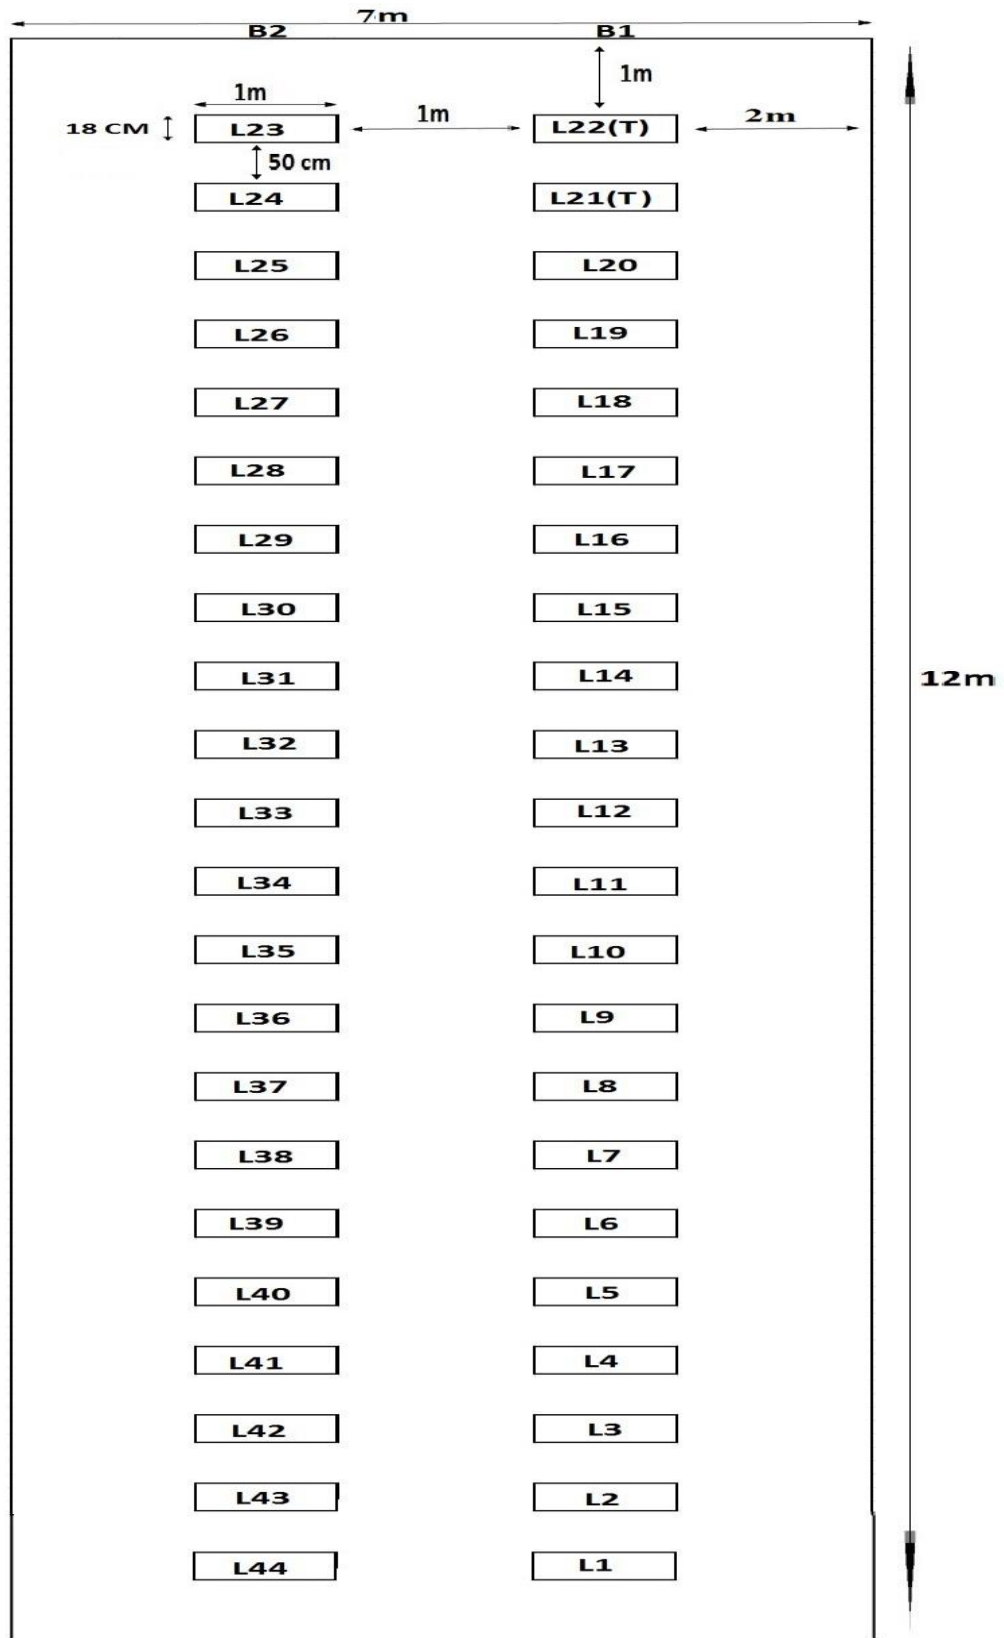 7m
B2 B1
1m
1m
18 CM L23 1m L22(T) 2m
50 cm
L24 L21(T)
L25 L20
L26 L19
L27 L18
L28 L17
L29 L16
L30 L15
L31 L14
12m
L32 L13
L33 L12
L34 L11
L35 L10
L36 L9
L37 L8
L38 L7
L39 L6
L40 L5
L41 L4
L42 L3
L43 L2
L44 L1